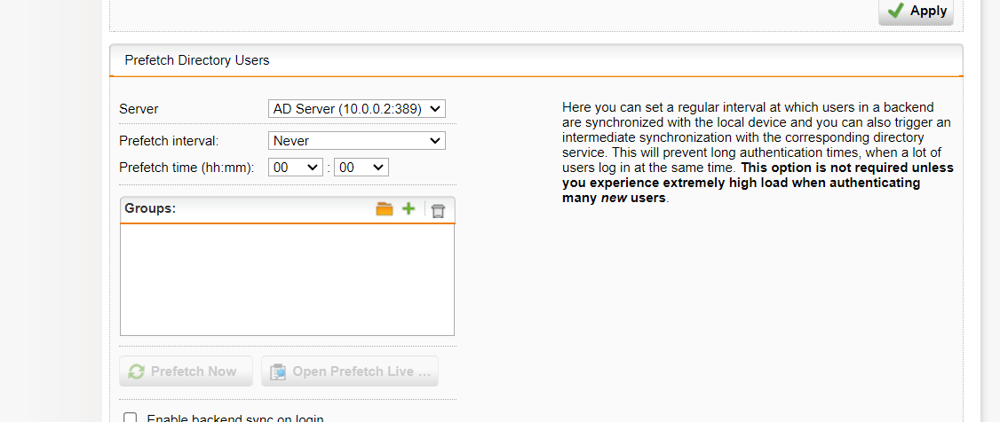 Apply
Prefetch Directory Users
Server
AD Server (10.0.0.2:389)
Prefetch interval:
Never
Prefetch time (hh:mm):
00 : 00
Groups:
Prefetch Now
Open Prefetch Live ...
Enable backend sync on login
Here you can set a regular interval at which users in a backend
are synchronized with the local device and you can also trigger an
intermediate synchronization with the corresponding directory
service. This will prevent long authentication times, when a lot of
users log in at the same time. This option is not required unless
you experience extremely high load when authenticating
many new users.